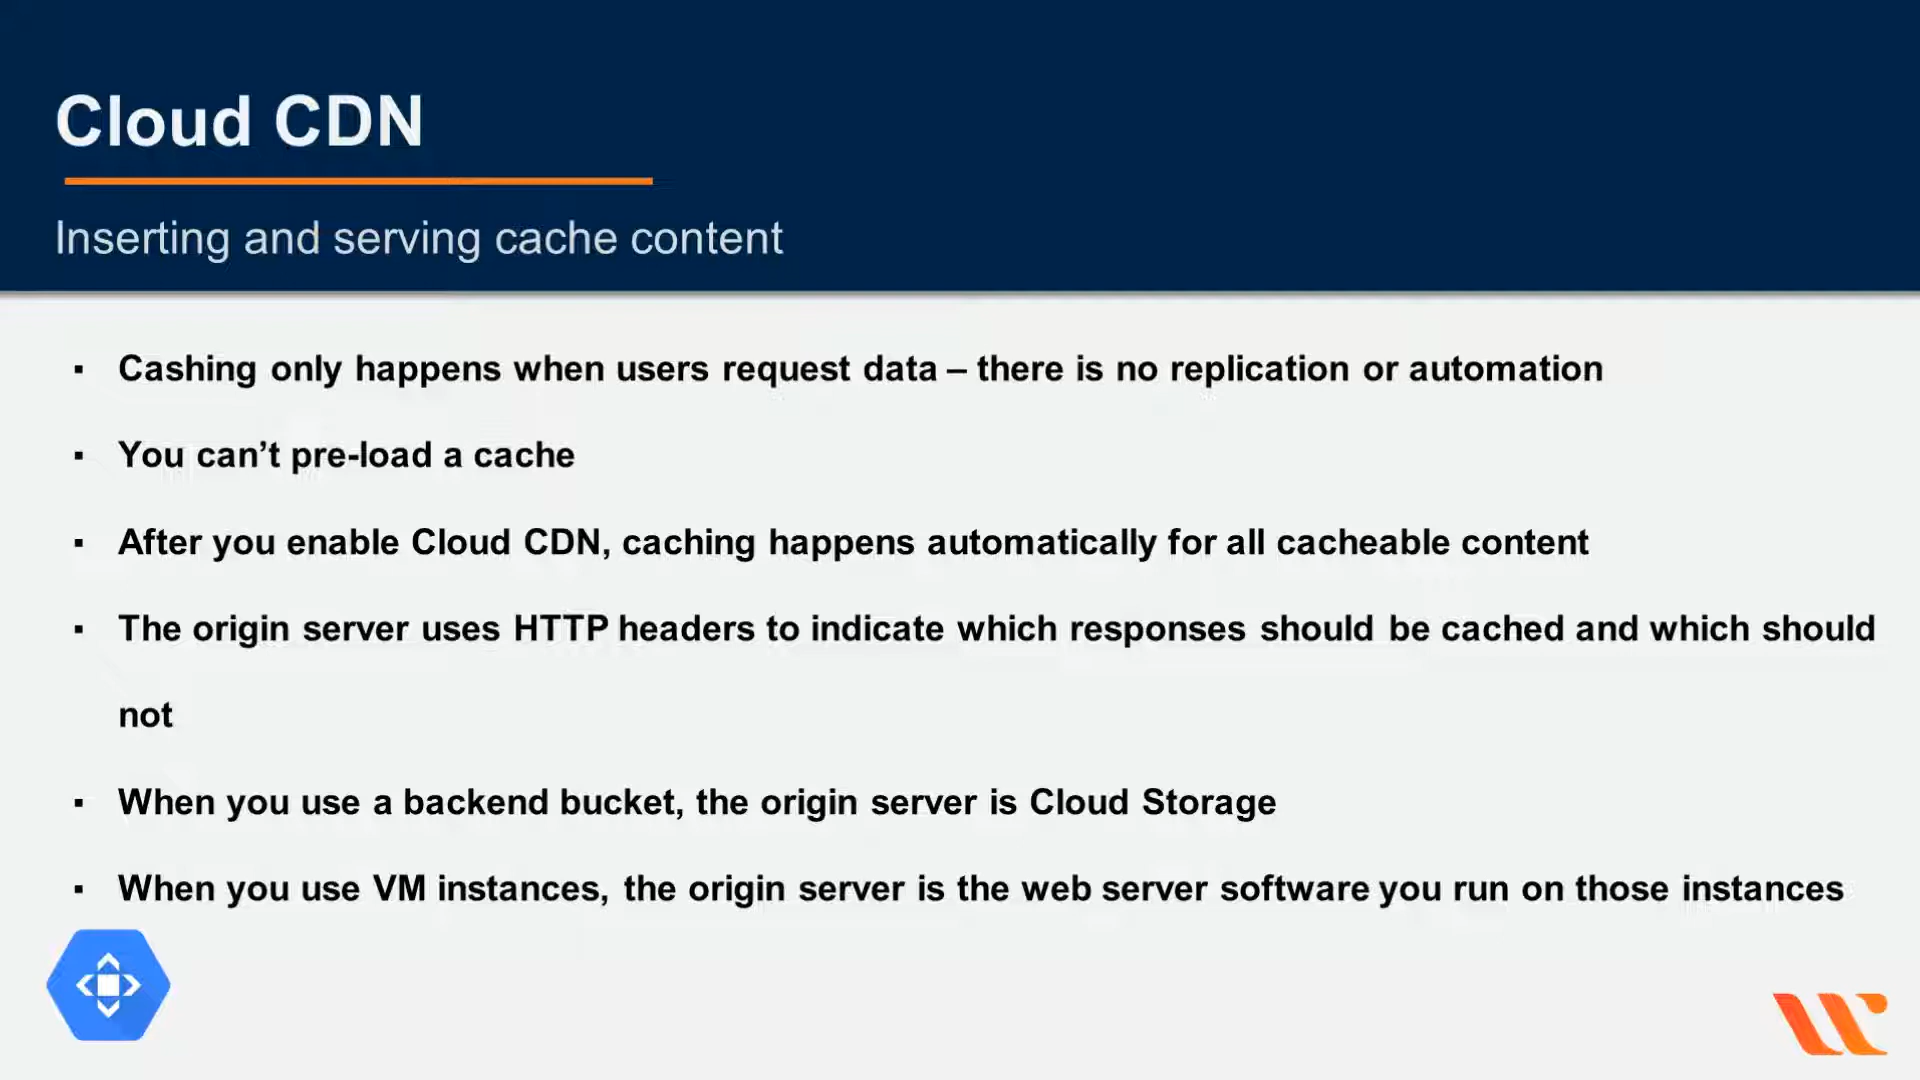 Cloud CDN
Inserting and serving cache content
▪ Cashing only happens when users request data – there is no replication or automation
▪ You can’t pre-load a cache
▪ After you enable Cloud CDN, caching happens automatically for all cacheable content
▪ The origin server uses HTTP headers to indicate which responses should be cached and which should
not
▪ When you use a backend bucket, the origin server is Cloud Storage
▪ When you use VM instances, the origin server is the web server software you run on those instances